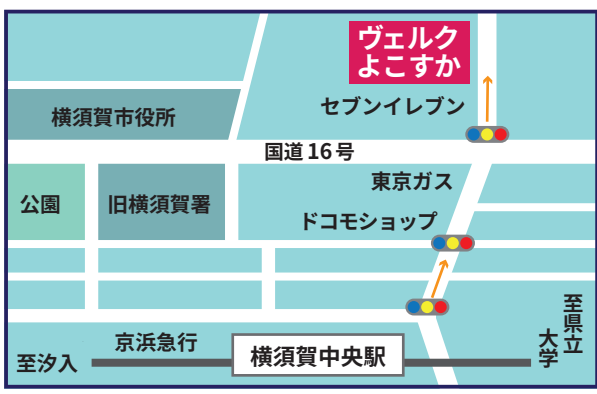 ヴェルク
よこすか
セブンイレブン
横須賀市役所
国道16号
東京ガス
公園
旧横須賀署
ドコモショップ
至県立
大学
京浜急行
横須賀中央駅
至汐入